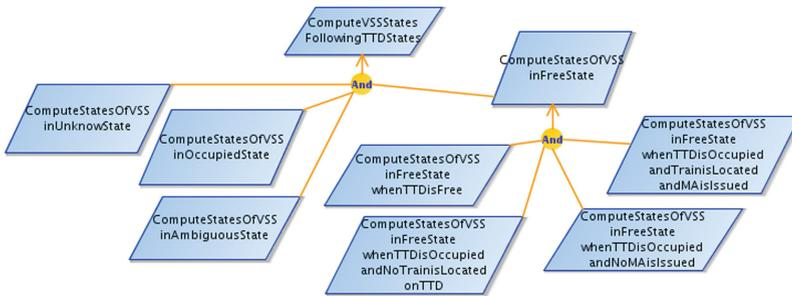 ComputeVSSStates
FollowingTTDStates
And
ComputeStatesOfVSS
inFreeState
ComputeStatesOfVSS
inUnknowState
ComputeStatesOfVSS
inOccupiedState
ComputeStatesOfVSS
inAmbiguousState
And
ComputeStatesOfVSS
inFreeState
whenTTDisFree
ComputeStatesOfVSS
inFreeState
whenTTDisOccupied
andNoTrainisLocated
onTTD
ComputeStatesOfVSS
inFreeState
whenTTDisOccupied
andNoMAisIssued
ComputeStatesOfVSS
inFreeState
whenTTDisOccupied
andTrainisLocated
andMAisIssued